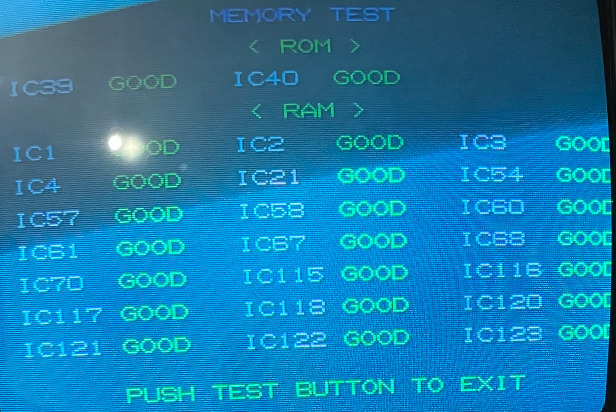 MEMORY TEST
< ROM >
IC39 GOOD IC40 GOOD
< RAM >
IC1 GOOD IC2 GOOD IC3 GOOD
IC4 GOOD IC21 GOOD IC54 GOOD
IC57 GOOD IC58 GOOD IC60 GOOD
IC61 GOOD IC67 GOOD IC68 GOOD
IC70 GOOD IC115 GOOD IC116 GOOD
IC117 GOOD IC118 GOOD IC120 GOOD
IC121 GOOD IC122 GOOD IC123 GOOD
PUSH TEST BUTTON TO EXIT